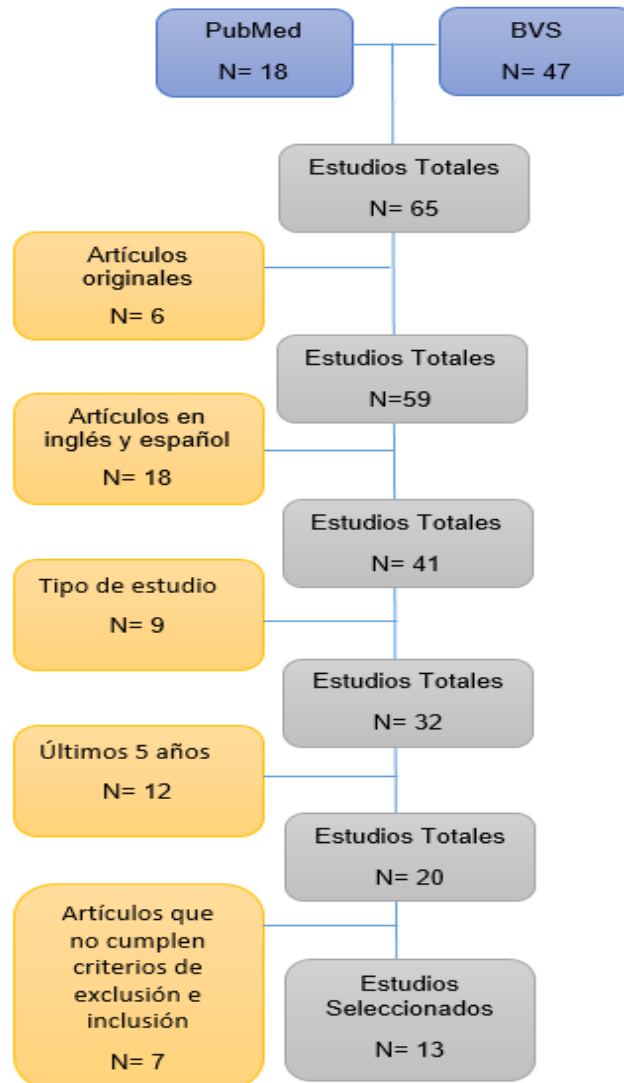 PubMed
N= 18
BVS
N= 47
Estudios Totales
N= 65
Artículos
originales
N= 6
Estudios Totales
N=59
Artículos en
inglés y español
N= 18
Estudios Totales
N= 41
Tipo de estudio
N= 9
Estudios Totales
N= 32
Últimos 5 años
N= 12
Estudios Totales
N= 20
Artículos que
no cumplen
criterios de
exclusión e
inclusión
N= 7
Estudios
Seleccionados
N= 13